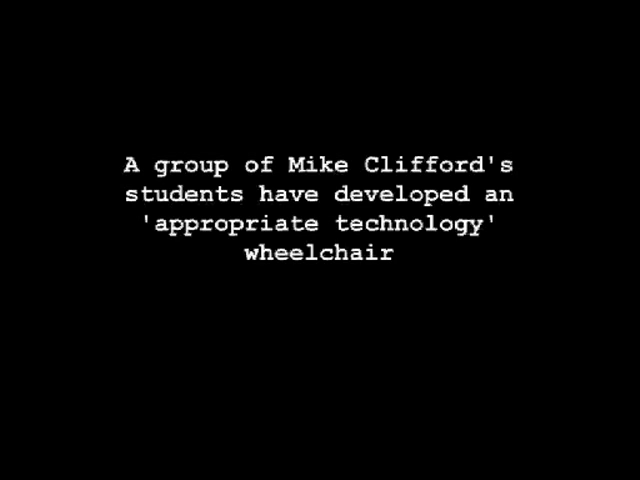 A group of Mike Clifford's
students have developed an
'appropriate technology'
wheelchair